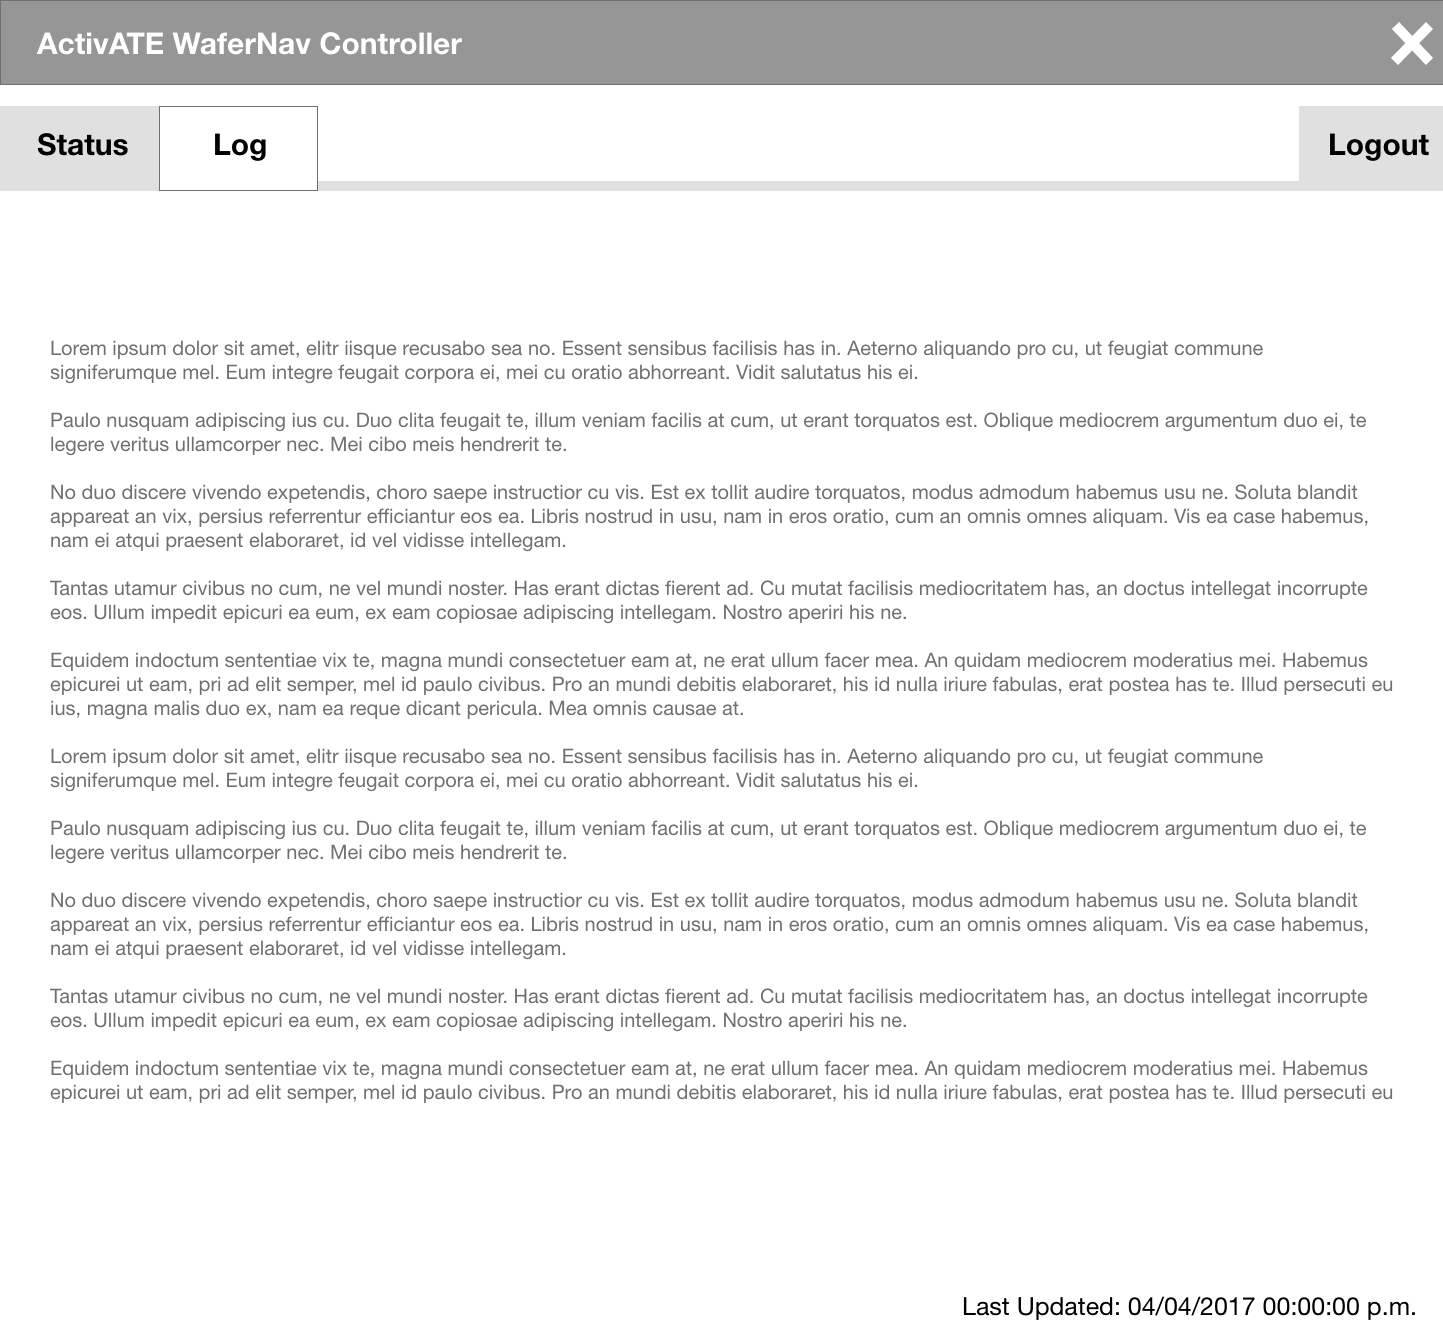 ActivATE WaferNav Controller
Status
Log
Logout
Lorem ipsum dolor sit amet, elitr iisque recusabo sea no. Essent sensibus facilisis has in. Aeterno aliquando pro cu, ut feugiat commune
signiferumque mel. Eum integre feugait corpora ei, mei cu oratio abhorreant. Vidit salutatus his ei.
Paulo nusquam adipiscing ius cu. Duo clita feugait te, illum veniam facilis at cum, ut erant torquatos est. Oblique mediocrem argumentum duo ei, te
legere veritus ullamcorper nec. Mei cibo meis hendrerit te.
No duo discere vivendo expetendis, choro saepe instructior cu vis. Est ex tollit audire torquatos, modus admodum habemus usu ne. Soluta blandit
appareat an vix, persius referrentur efficiantur eos ea. Libris nostrud in usu, nam in eros oratio, cum an omnis omnes aliquam. Vis ea case habemus,
nam ei atqui praesent elaboraret, id vel vidisse intellegam.
Tantas utamur civibus no cum, ne vel mundi noster. Has erant dictas fierent ad. Cu mutat facilisis mediocritatem has, an doctus intellegat incorrupte
eos. Ullum impedit epicuri ea eum, ex eam copiosae adipiscing intellegam. Nostro aperiri his ne.
Equidem indoctum sententiae vix te, magna mundi consectetuer eam at, ne erat ullum facer mea. An quidam mediocrem moderatius mei. Habemus
epicurei ut eam, pri ad elit semper, mel id paulo civibus. Pro an mundi debitis elaboraret, his id nulla iriure fabulas, erat postea has te. Illud persecuti eu
ius, magna malis duo ex, nam ea reque dicant pericula. Mea omnis causae at.
Lorem ipsum dolor sit amet, elitr iisque recusabo sea no. Essent sensibus facilisis has in. Aeterno aliquando pro cu, ut feugiat commune
signiferumque mel. Eum integre feugait corpora ei, mei cu oratio abhorreant. Vidit salutatus his ei.
Paulo nusquam adipiscing ius cu. Duo clita feugait te, illum veniam facilis at cum, ut erant torquatos est. Oblique mediocrem argumentum duo ei, te
legere veritus ullamcorper nec. Mei cibo meis hendrerit te.
No duo discere vivendo expetendis, choro saepe instructior cu vis. Est ex tollit audire torquatos, modus admodum habemus usu ne. Soluta blandit
appareat an vix, persius referrentur efficiantur eos ea. Libris nostrud in usu, nam in eros oratio, cum an omnis omnes aliquam. Vis ea case habemus,
nam ei atqui praesent elaboraret, id vel vidisse intellegam.
Tantas utamur civibus no cum, ne vel mundi noster. Has erant dictas fierent ad. Cu mutat facilisis mediocritatem has, an doctus intellegat incorrupte
eos. Ullum impedit epicuri ea eum, ex eam copiosae adipiscing intellegam. Nostro aperiri his ne.
Equidem indoctum sententiae vix te, magna mundi consectetuer eam at, ne erat ullum facer mea. An quidam mediocrem moderatius mei. Habemus
epicurei ut eam, pri ad elit semper, mel id paulo civibus. Pro an mundi debitis elaboraret, his id nulla iriure fabulas, erat postea has te. Illud persecuti eu
Last Updated: 04/04/2017 00:00:00 p.m.